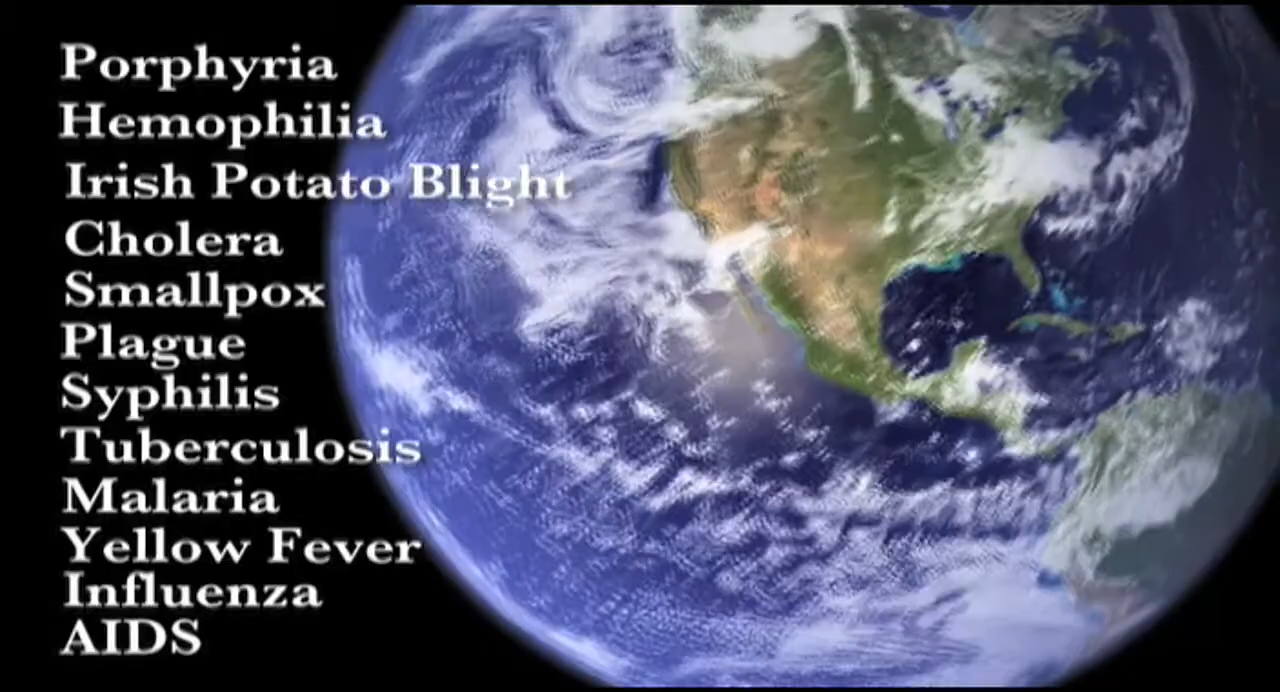 Porphyria
Hemophilia
Irish Potato Blight
Cholera
Smallpox
Plague
Syphilis
Tuberculosis
Malaria
Yellow Fever
Influenza
AIDS